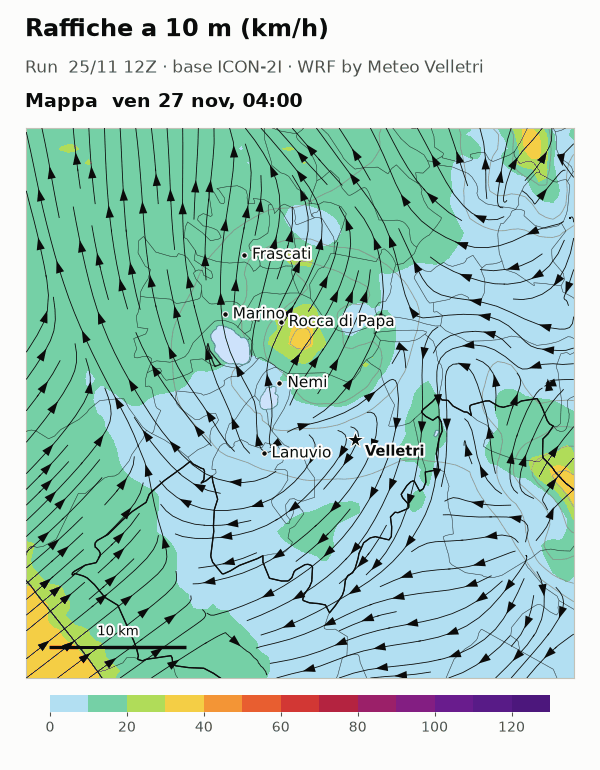 Raffiche a 10 m (km/h)
Run  25/11 12Z · base ICON-2I · WRF by Meteo Velletri
Mappa  ven 27 nov, 04:00
Frascati
Marino
Rocca di Papa
Nemi
Velletri
Lanuvio
10 km
0 20 40 60 80 100 120